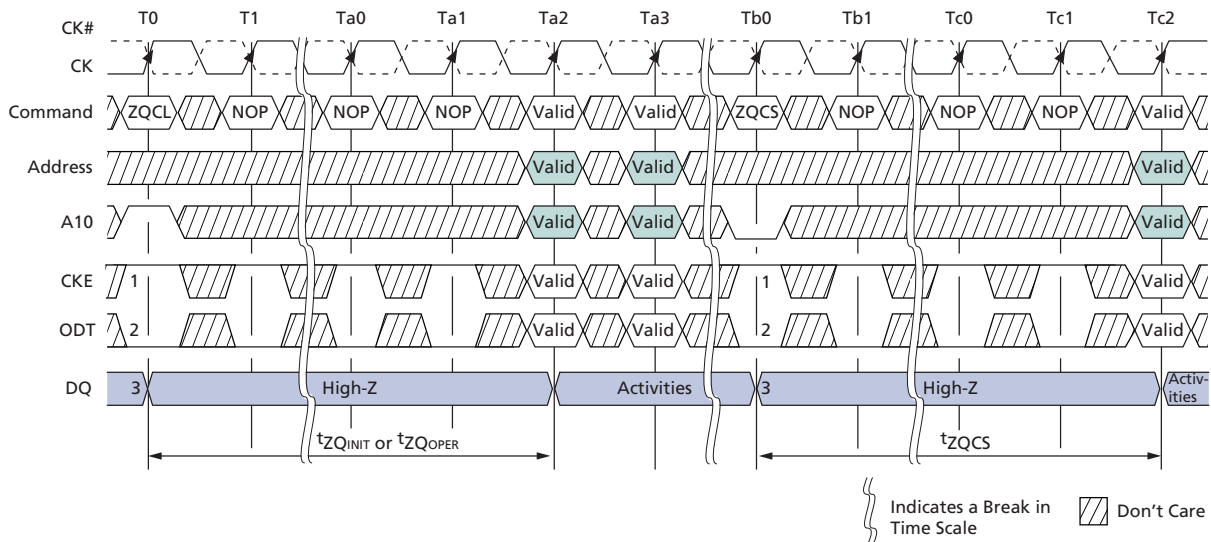 T0 T1 Ta0 Ta1 Ta2 Ta3 Tb0 Tb1 Tc0 Tc1 Tc2
CK#
CK
Command ZQCL NOP NOP NOP Valid Valid ZQCS NOP NOP NOP Valid
Address Valid Valid Valid
A10 Valid Valid Valid
CKE 1 Valid Valid 1 Valid
ODT 2 Valid Valid 2 Valid
DQ 3 High-Z Activities 3 High-Z Activ-
ities
tZQINIT or tZQOPER tZQCS
Indicates a Break in
Time Scale
Don't Care